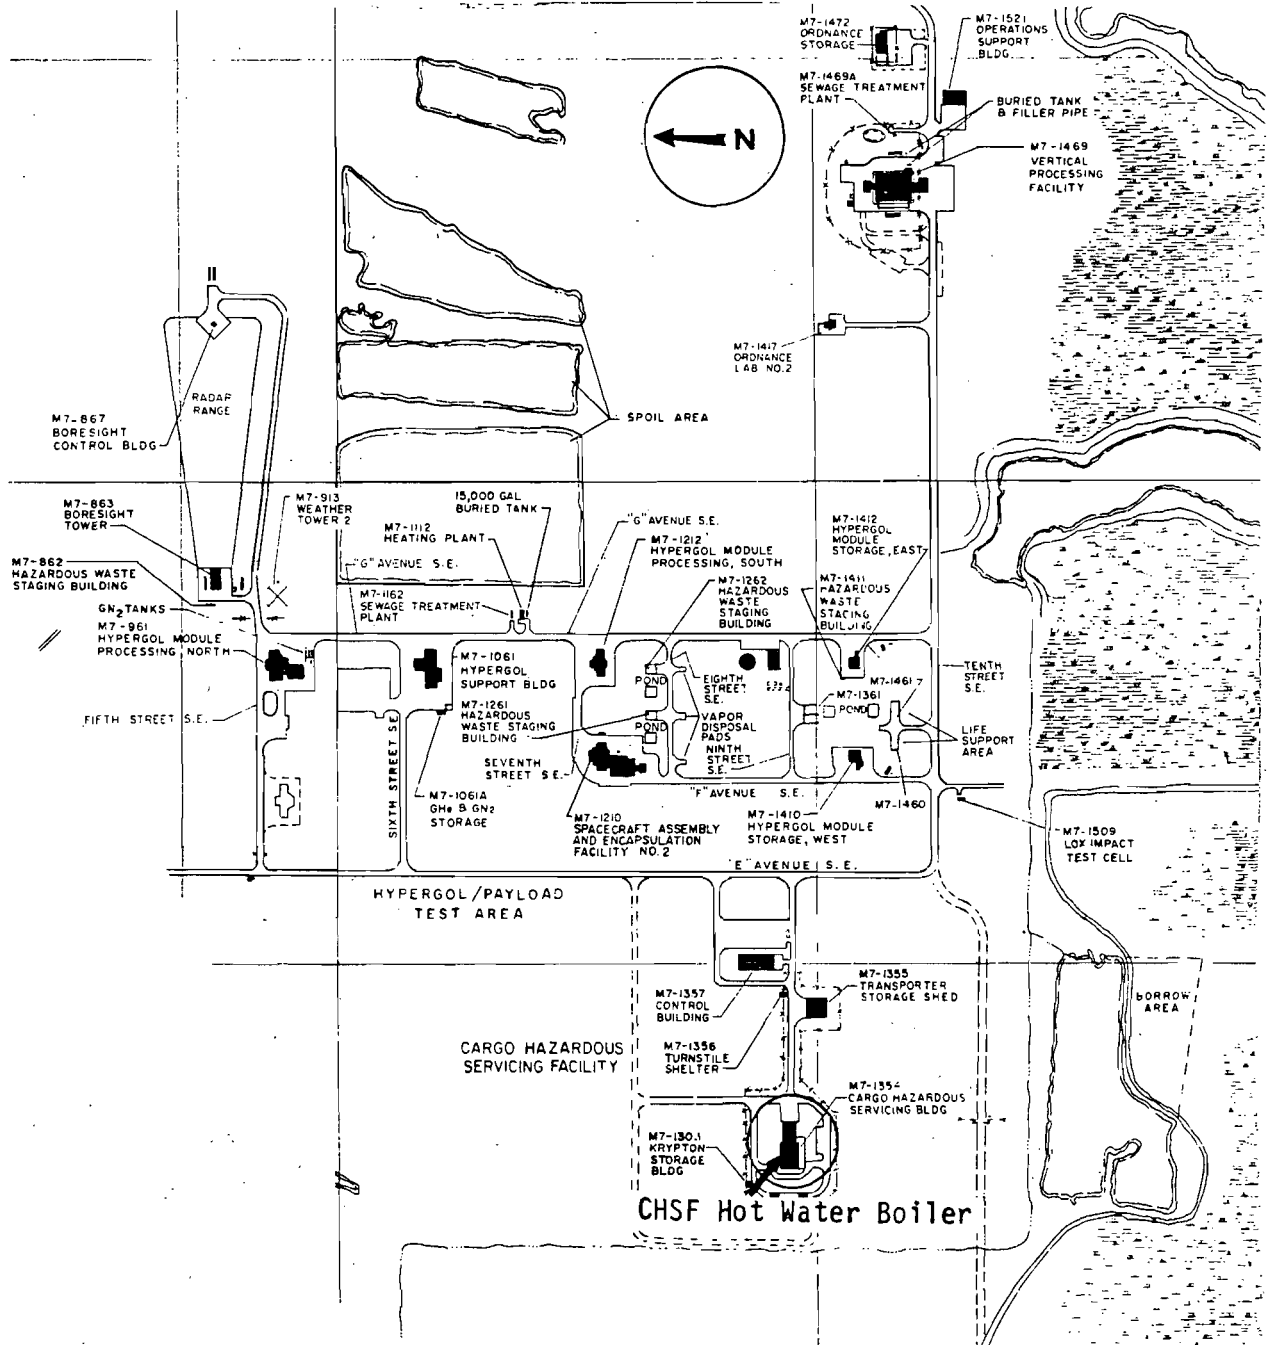 M7-1472
ORDNANCE
STORAGE
M7-1521
OPERATIONS
SUPPORT
BLDG
M7-1469A
SEWAGE TREATMENT
PLANT
BURIED TANK
& FILLER PIPE
N
M7-1469
VERTICAL
PROCESSING
FACILITY
M7-1417
ORDNANCE
LAB NO.2
RADAR
RANGE
M7-867
BORESIGHT
CONTROL BLDG
SPOIL AREA
M7-863
BORESIGHT
TOWER
M7-913
WEATHER
TOWER 2
15,000 GAL
BURIED TANK
M7-1112
HEATING PLANT
"G" AVENUE S.E.
"G" AVENUE S.E.
M7-1212
HYPERGOL MODULE
PROCESSING, SOUTH
M7-1412
HYPERGOL
MODULE
STORAGE, EAST
M7-862
HAZARDOUS WASTE
STAGING BUILDING
M7-1162
SEWAGE TREATMENT
PLANT
M7-1262
HAZARDOUS
WASTE
STAGING
BUILDING
M7-1411
HAZARDOUS
WASTE
STAGING
BUILDING
GN2 TANKS
M7-961
HYPERGOL MODULE
PROCESSING NORTH
M7-1061
HYPERGOL
SUPPORT BLDG
POND
EIGHTH
STREET
S.E.
M7-1461
TENTH
STREET
S.E.
M7-1361
POND
M7-1261
HAZARDOUS
WASTE STAGING
BUILDING
POND
VAPOR
DISPOSAL
PADS
LIFE
SUPPORT
AREA
FIFTH STREET S.E.
SIXTH STREET SE
SEVENTH
STREET S.E.
NINTH
STREET
S.E.
"F" AVENUE S.E.
M7-1460
M7-1061A
GHe & GN2
STORAGE
M7-1210
SPACECRAFT ASSEMBLY
AND ENCAPSULATION
FACILITY NO.2
M7-1410
HYPERGOL MODULE
STORAGE, WEST
M7-1509
LOX IMPACT
TEST CELL
"E" AVENUE S.E.
HYPERGOL/PAYLOAD
TEST AREA
M7-1357
CONTROL
BUILDING
M7-1355
TRANSPORTER
STORAGE SHED
BORROW
AREA
CARGO HAZARDOUS
SERVICING FACILITY
M7-1356
TURNSTILE
SHELTER
M7-1354
CARGO HAZARDOUS
SERVICING BLDG
KRYPTON
STORAGE
BLDG
CHSF Hot Water Boiler